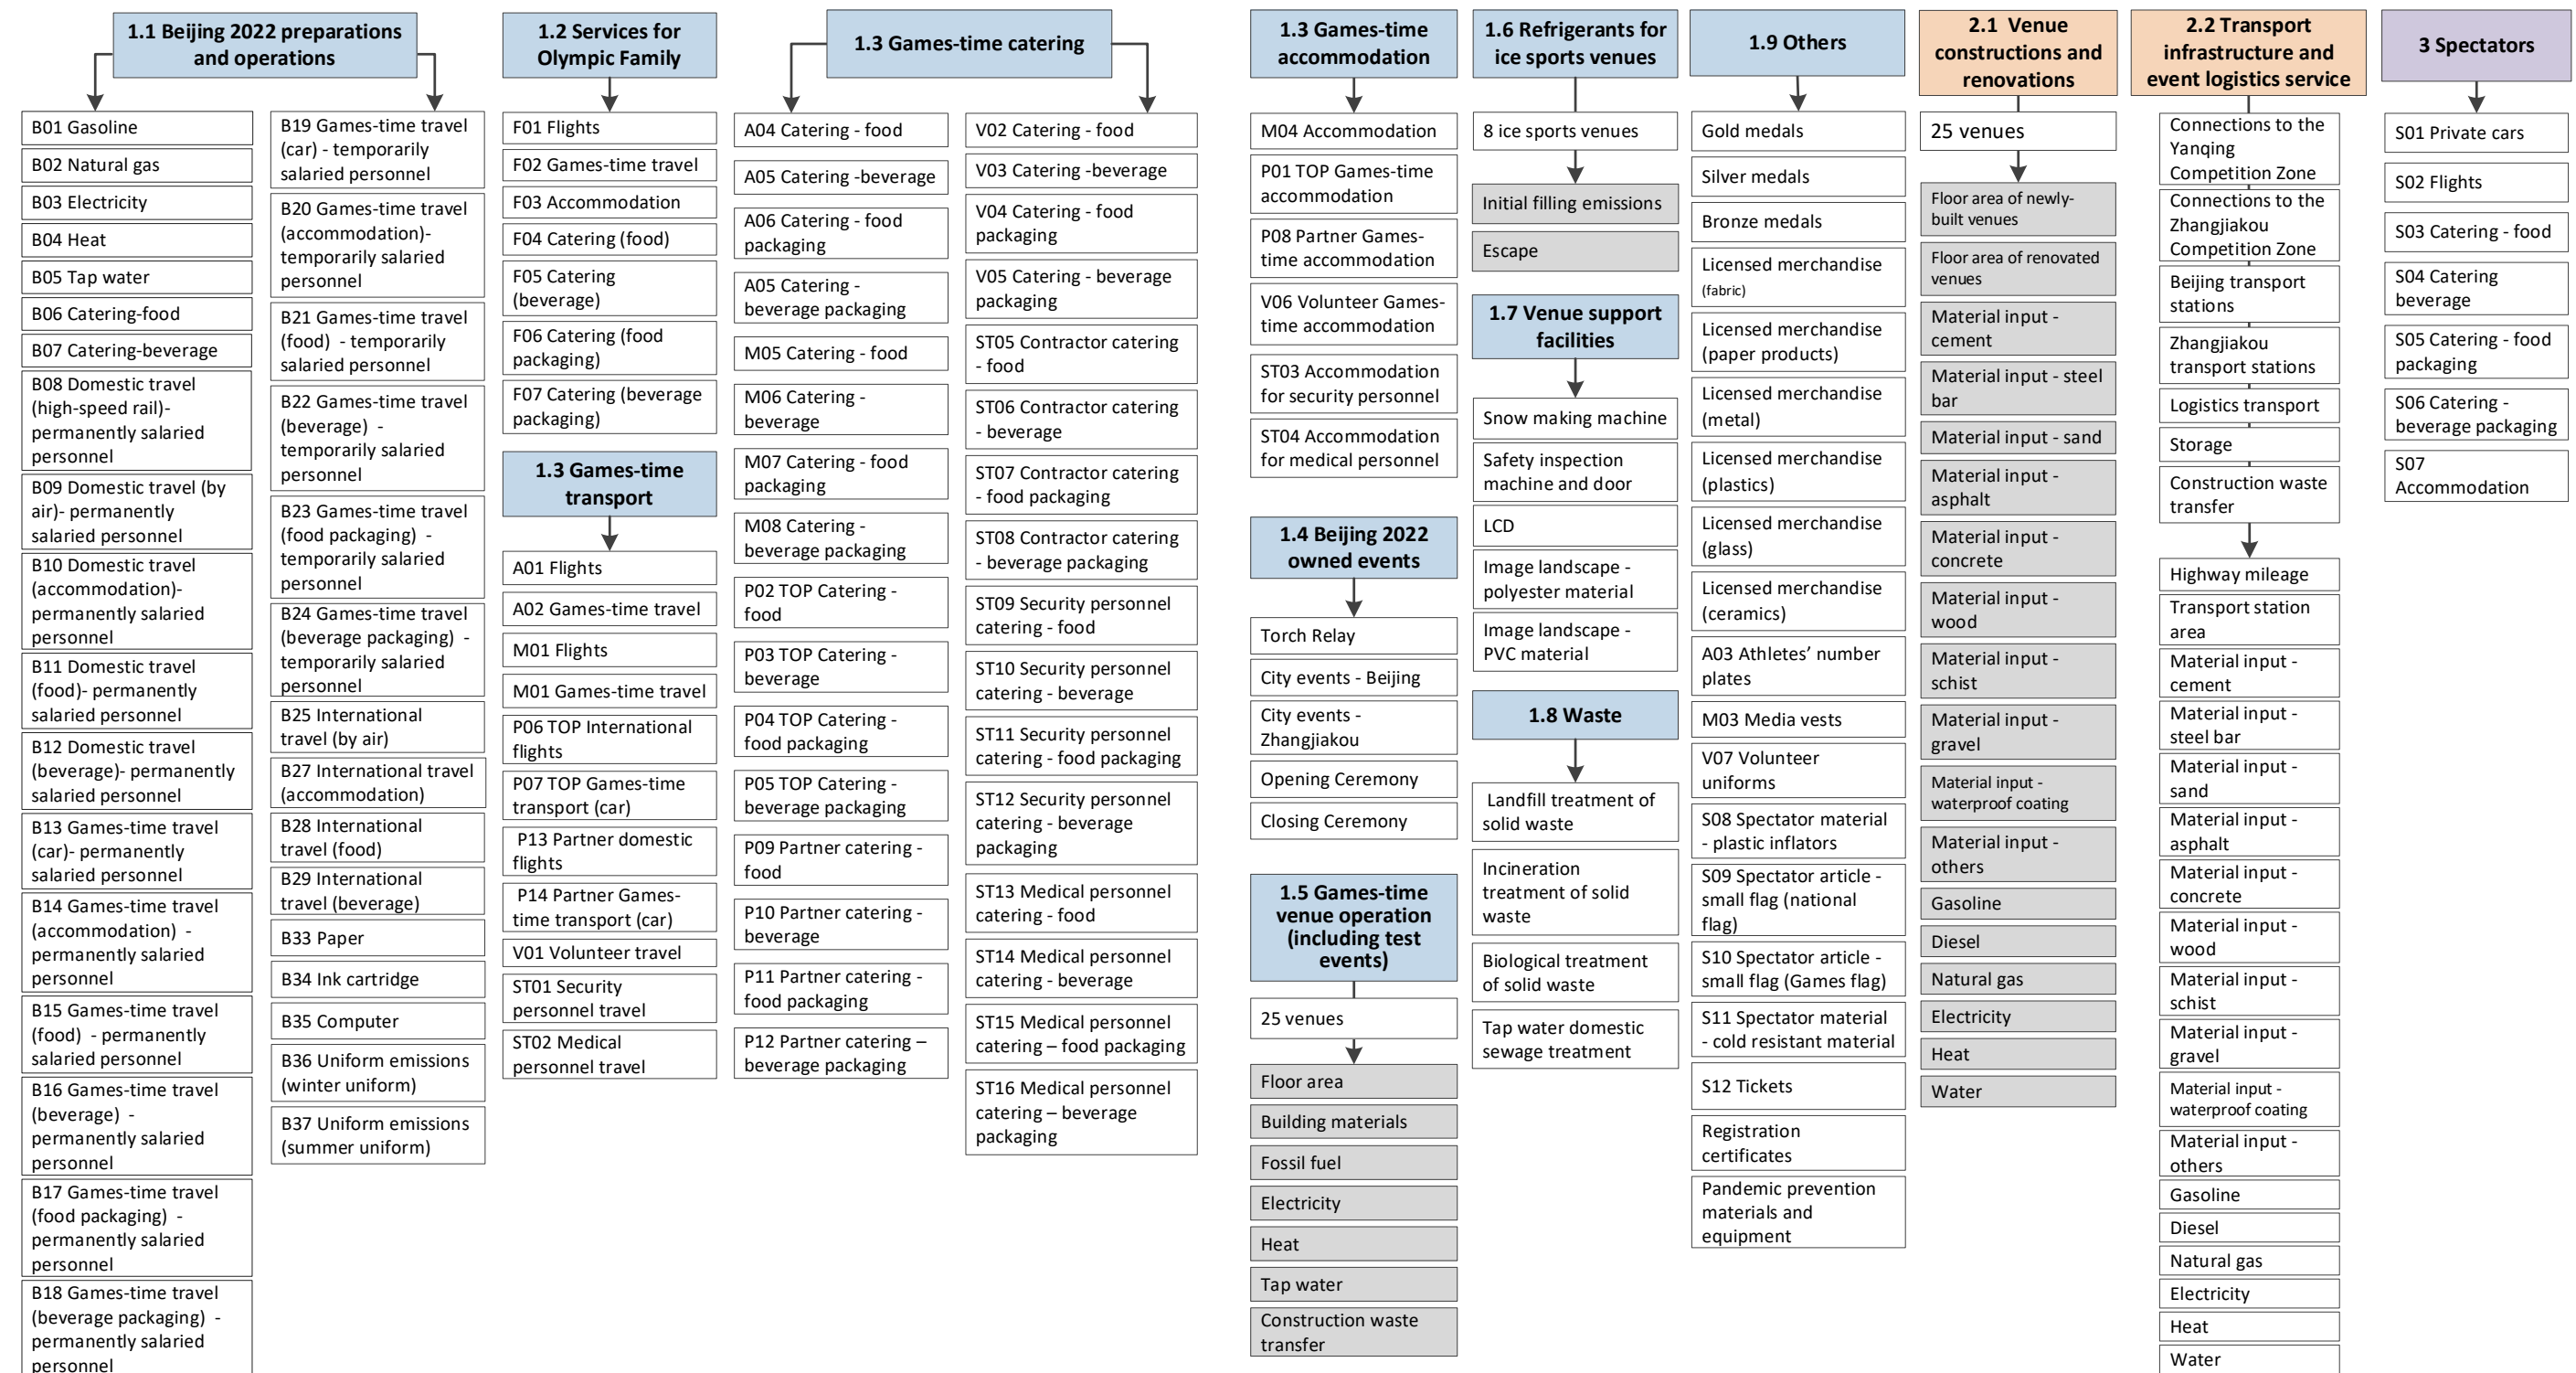 1.1 Beijing 2022 preparations
and operations
B01 Gasoline
B02 Natural gas
B03 Electricity
B04 Heat
B05 Tap water
B06 Catering-food
B07 Catering-beverage
B08 Domestic travel
(high-speed rail)-
permanently salaried
personnel
B09 Domestic travel (by
air)- permanently
salaried personnel
B10 Domestic travel
(accommodation)-
permanently salaried
personnel
B11 Domestic travel
(food)- permanently
salaried personnel
B12 Domestic travel
(beverage)- permanently
salaried personnel
B13 Games-time travel
(car)- permanently
salaried personnel
B14 Games-time travel
(accommodation) -
permanently salaried
personnel
B15 Games-time travel
(food) - permanently
salaried personnel
B16 Games-time travel
(beverage) -
permanently salaried
personnel
B17 Games-time travel
(food packaging) -
permanently salaried
personnel
B18 Games-time travel
(beverage packaging) -
permanently salaried
personnel
B19 Games-time travel
(car) - temporarily
salaried personnel
B20 Games-time travel
(accommodation)-
temporarily salaried
personnel
B21 Games-time travel
(food) - temporarily
salaried personnel
B22 Games-time travel
(beverage) -
temporarily salaried
personnel
B23 Games-time travel
(food packaging) -
temporarily salaried
personnel
B24 Games-time travel
(beverage packaging) -
temporarily salaried
personnel
B25 International
travel (by air)
B27 International travel
(accommodation)
B28 International
travel (food)
B29 International
travel (beverage)
B33 Paper
B34 Ink cartridge
B35 Computer
B36 Uniform emissions
(winter uniform)
B37 Uniform emissions
(summer uniform)
1.2 Services for
Olympic Family
F01 Flights
F02 Games-time travel
F03 Accommodation
F04 Catering (food)
F05 Catering
(beverage)
F06 Catering (food
packaging)
F07 Catering (beverage
packaging)
1.3 Games-time
transport
A01 Flights
A02 Games-time travel
M01 Flights
M01 Games-time travel
P06 TOP International
flights
P07 TOP Games-time
transport (car)
P13 Partner domestic
flights
P14 Partner Games-
time transport (car)
V01 Volunteer travel
ST01 Security
personnel travel
ST02 Medical
personnel travel
1.3 Games-time catering
A04 Catering - food
A05 Catering -beverage
A06 Catering - food
packaging
A05 Catering -
beverage packaging
M05 Catering - food
M06 Catering -
beverage
M07 Catering - food
packaging
M08 Catering -
beverage packaging
P02 TOP Catering -
food
P03 TOP Catering -
beverage
P04 TOP Catering -
food packaging
P05 TOP Catering -
beverage packaging
P09 Partner catering -
food
P10 Partner catering -
beverage
P11 Partner catering -
food packaging
P12 Partner catering –
beverage packaging
V02 Catering - food
V03 Catering -beverage
V04 Catering - food
packaging
V05 Catering - beverage
packaging
ST05 Contractor catering
- food
ST06 Contractor catering
- beverage
ST07 Contractor catering
- food packaging
ST08 Contractor catering
- beverage packaging
ST09 Security personnel
catering - food
ST10 Security personnel
catering - beverage
ST11 Security personnel
catering - food packaging
ST12 Security personnel
catering - beverage
packaging
ST13 Medical personnel
catering - food
ST14 Medical personnel
catering - beverage
ST15 Medical personnel
catering – food packaging
ST16 Medical personnel
catering – beverage
packaging
1.3 Games-time
accommodation
M04 Accommodation
P01 TOP Games-time
accommodation
P08 Partner Games-
time accommodation
V06 Volunteer Games-
time accommodation
ST03 Accommodation
for security personnel
ST04 Accommodation
for medical personnel
1.4 Beijing 2022
owned events
Torch Relay
City events - Beijing
City events -
Zhangjiakou
Opening Ceremony
Closing Ceremony
1.5 Games-time
venue operation
(including test
events)
25 venues
Floor area
Building materials
Fossil fuel
Electricity
Heat
Tap water
Construction waste
transfer
1.6 Refrigerants for
ice sports venues
8 ice sports venues
Initial filling emissions
Escape
1.7 Venue support
facilities
Snow making machine
Safety inspection
machine and door
LCD
Image landscape -
polyester material
Image landscape -
PVC material
1.8 Waste
Landfill treatment of
solid waste
Incineration
treatment of solid
waste
Biological treatment
of solid waste
Tap water domestic
sewage treatment
1.9 Others
Gold medals
Silver medals
Bronze medals
Licensed merchandise
(fabric)
Licensed merchandise
(paper products)
Licensed merchandise
(metal)
Licensed merchandise
(plastics)
Licensed merchandise
(glass)
Licensed merchandise
(ceramics)
A03 Athletes’ number
plates
M03 Media vests
V07 Volunteer
uniforms
S08 Spectator material
- plastic inflators
S09 Spectator article -
small flag (national
flag)
S10 Spectator article -
small flag (Games flag)
S11 Spectator material
- cold resistant material
S12 Tickets
Registration
certificates
Pandemic prevention
materials and
equipment
2.1 Venue
constructions and
renovations
25 venues
Floor area of newly-
built venues
Floor area of renovated
venues
Material input -
cement
Material input - steel
bar
Material input - sand
Material input -
asphalt
Material input -
concrete
Material input -
wood
Material input -
schist
Material input -
gravel
Material input -
waterproof coating
Material input -
others
Gasoline
Diesel
Natural gas
Electricity
Heat
Water
2.2 Transport
infrastructure and
event logistics service
Connections to the
Yanqing
Competition Zone
Connections to the
Zhangjiakou
Competition Zone
Beijing transport
stations
Zhangjiakou
transport stations
Logistics transport
Storage
Construction waste
transfer
Highway mileage
Transport station
area
Material input -
cement
Material input -
steel bar
Material input -
sand
Material input -
asphalt
Material input -
concrete
Material input -
wood
Material input -
schist
Material input -
gravel
Material input -
waterproof coating
Material input -
others
Gasoline
Diesel
Natural gas
Electricity
Heat
Water
3 Spectators
S01 Private cars
S02 Flights
S03 Catering - food
S04 Catering
beverage
S05 Catering - food
packaging
S06 Catering -
beverage packaging
S07
Accommodation